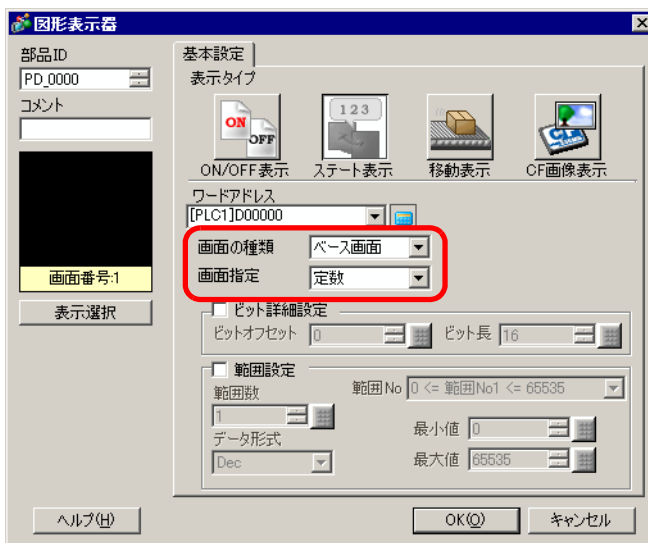 図形表示器
部品ID
PD_0000
コメント
画面番号:1
表示選択
基本設定
表示タイプ
ON
OFF
123
CF
ON/OFF表示 ステート表示 移動表示 CF画像表示
ワードアドレス
[PLC1]D00000
画面の種類 ベース画面
画面指定 定数
ビット詳細設定
ビットオフセット 0 ビット長 16
範囲設定
範囲数 範囲No 0 <= 範囲No1 <= 65535
1
最小値 0
データ形式
Dec 最大値 65535
ヘルプ(H) OK(O) キャンセル